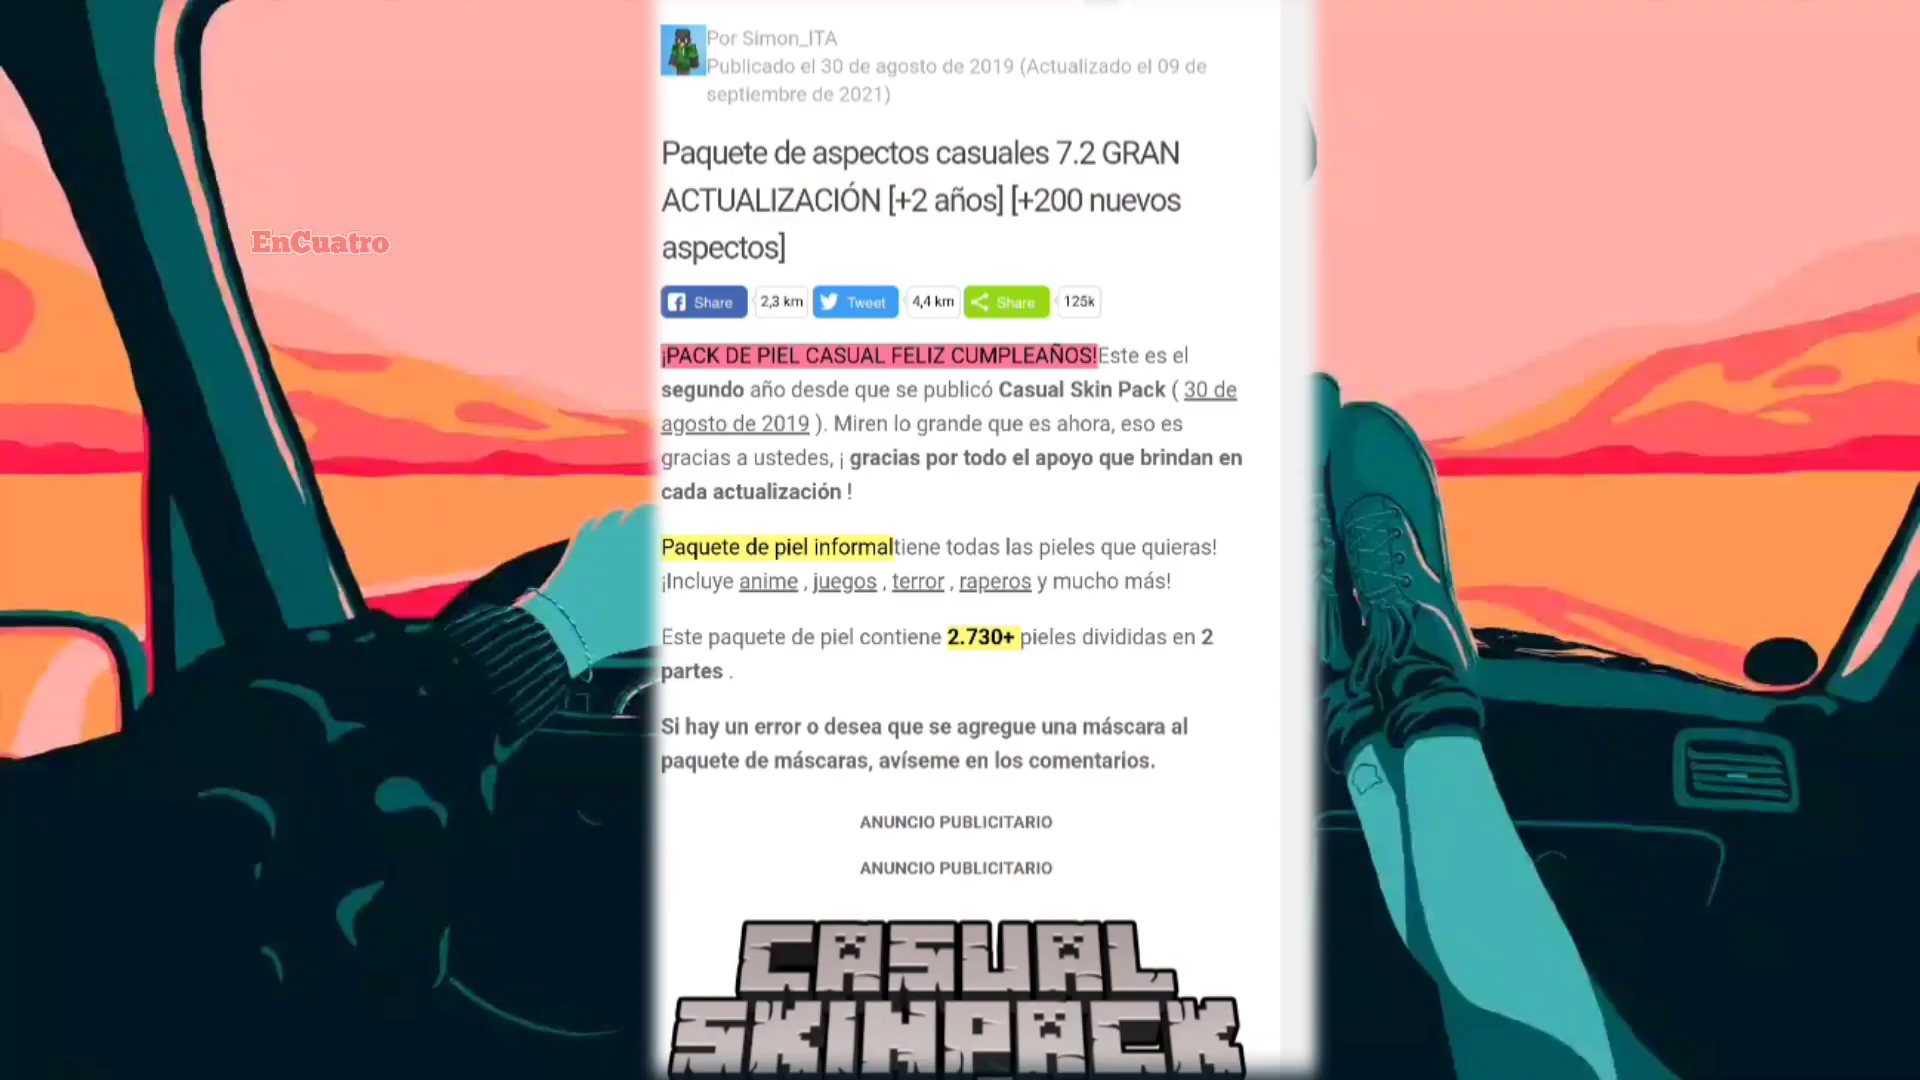 Por Simon_ITA
Publicado el 30 de agosto de 2019 (Actualizado el 09 de
septiembre de 2021)
Paquete de aspectos casuales 7.2 GRAN
ACTUALIZACIÓN [+2 años] [+200 nuevos
aspectos]
EnCuatro
Share 2,3 km Tweet 4,4 km Share 125k
¡PACK DE PIEL CASUAL FELIZ CUMPLEAÑOS!Este es el
segundo año desde que se publicó Casual Skin Pack ( 30 de
agosto de 2019 ). Miren lo grande que es ahora, eso es
gracias a ustedes, ¡ gracias por todo el apoyo que brindan en
cada actualización !
Paquete de piel informaltiene todas las pieles que quieras!
¡Incluye anime , juegos , terror , raperos y mucho más!
Este paquete de piel contiene 2.730+ pieles divididas en 2
partes .
Si hay un error o desea que se agregue una máscara al
paquete de máscaras, avíseme en los comentarios.
ANUNCIO PUBLICITARIO
ANUNCIO PUBLICITARIO
CASUAL
SKINPACK